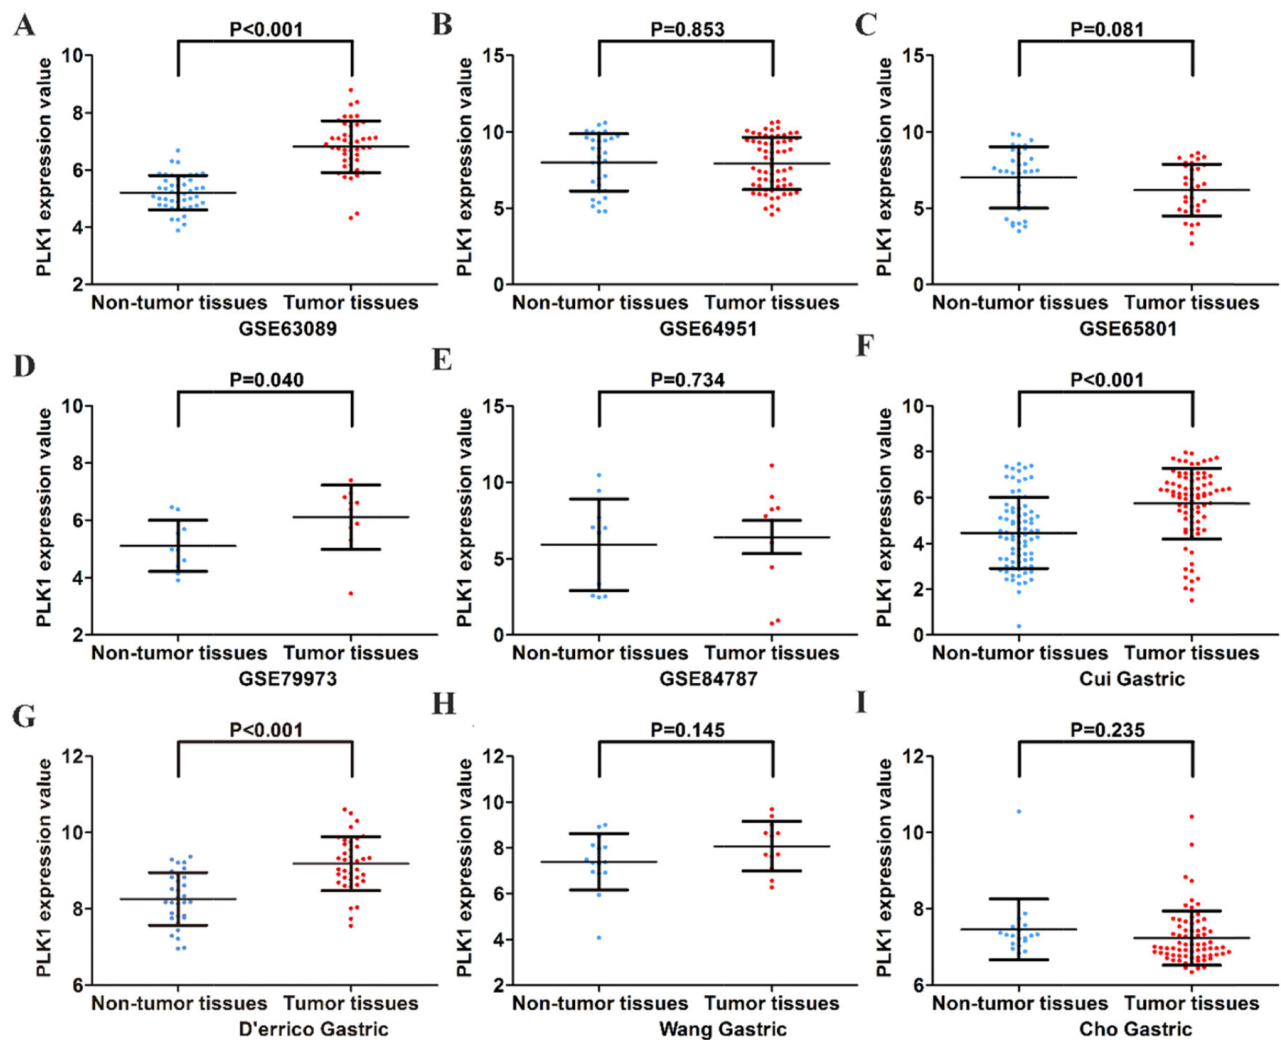 A
P<0.001
PLK1 expression value
10
8
6
4
2
Non-tumor tissues Tumor tissues
GSE63089
B
P=0.853
PLK1 expression value
15
10
5
0
Non-tumor tissues Tumor tissues
GSE64951
C
P=0.081
PLK1 expression value
15
10
5
0
Non-tumor tissues Tumor tissues
GSE65801
D
P=0.040
PLK1 expression value
10
8
6
4
2
Non-tumor tissues Tumor tissues
GSE79973
E
P=0.734
PLK1 expression value
15
10
5
0
Non-tumor tissues Tumor tissues
GSE84787
F
P<0.001
PLK1 expression value
10
8
6
4
2
0
Non-tumor tissues Tumor tissues
Cui Gastric
G
P<0.001
PLK1 expression value
12
10
8
6
Non-tumor tissues Tumor tissues
D'errico Gastric
H
P=0.145
PLK1 expression value
12
10
8
6
4
2
Non-tumor tissues Tumor tissues
Wang Gastric
I
P=0.235
PLK1 expression value
12
10
8
6
Non-tumor tissues Tumor tissues
Cho Gastric